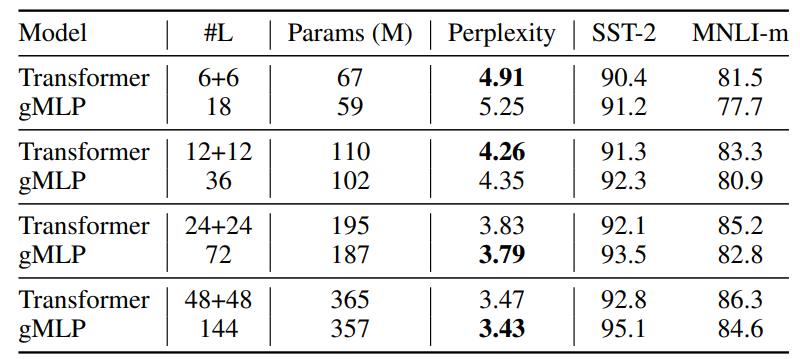 Model #L Params (M) Perplexity SST-2 MNLI-m
Transformer 6+6 67 4.91 90.4 81.5
gMLP 18 59 5.25 91.2 77.7
Transformer 12+12 110 4.26 91.3 83.3
gMLP 36 102 4.35 92.3 80.9
Transformer 24+24 195 3.83 92.1 85.2
gMLP 72 187 3.79 93.5 82.8
Transformer 48+48 365 3.47 92.8 86.3
gMLP 144 357 3.43 95.1 84.6